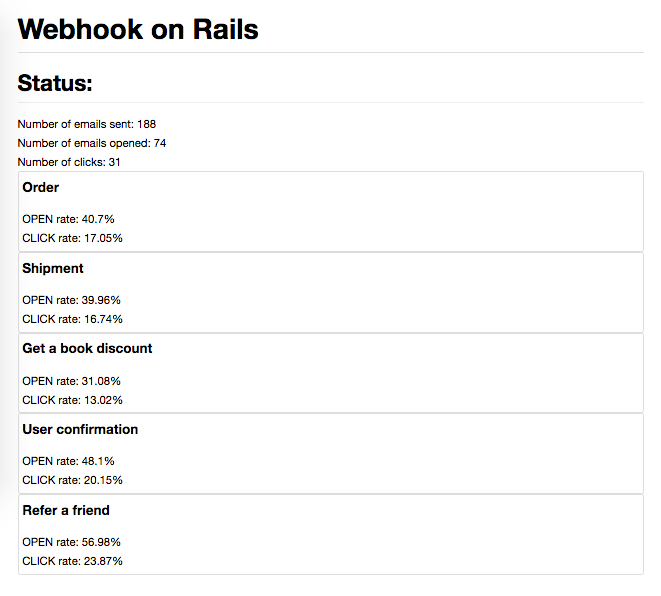 Webhook on Rails
Status:
Number of emails sent: 188
Number of emails opened: 74
Number of clicks: 31
Order
OPEN rate: 40.7%
CLICK rate: 17.05%
Shipment
OPEN rate: 39.96%
CLICK rate: 16.74%
Get a book discount
OPEN rate: 31.08%
CLICK rate: 13.02%
User confirmation
OPEN rate: 48.1%
CLICK rate: 20.15%
Refer a friend
OPEN rate: 56.98%
CLICK rate: 23.87%